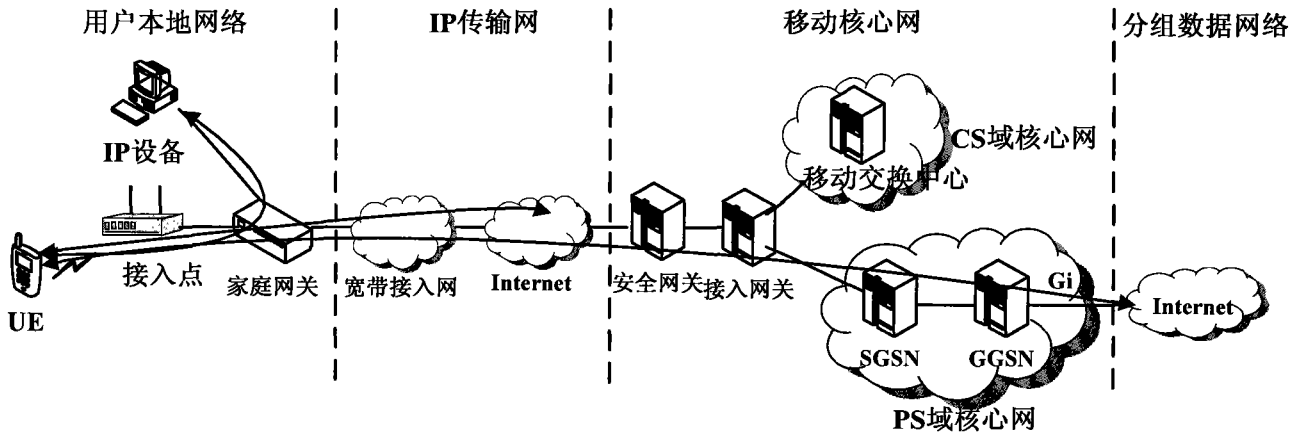 用户本地网络
IP传输网
移动核心网
分组数据网络
IP设备
CS域核心网
移动交换中心
接入点
家庭网关
宽带接入网
Internet
安全网关
接入网关
Gi
Internet
UE
SGSN
GGSN
PS域核心网